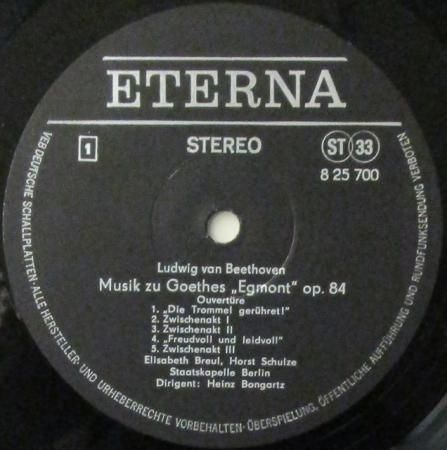 ETERNA
1
STEREO
ST 33
8 25 700
Ludwig van Beethoven
Musik zu Goethes „Egmont" op. 84
Ouvertüre
1. „Die Trommel gerühret!"
2. Zwischenakt I
3. Zwischenakt II
4. „Freudvoll und leidvoll"
5. Zwischenakt III
Elisabeth Breul, Horst Schulze
Staatskapelle Berlin
Dirigent: Heinz Bongartz
VEB DEUTSCHE SCHALLPLATTEN · ALLE HERSTELLER- UND URHEBERRECHTE VORBEHALTEN · ÜBERSPIELUNG, ÖFFENTLICHE AUFFÜHRUNG UND RUNDFUNKSENDUNG VERBOTEN